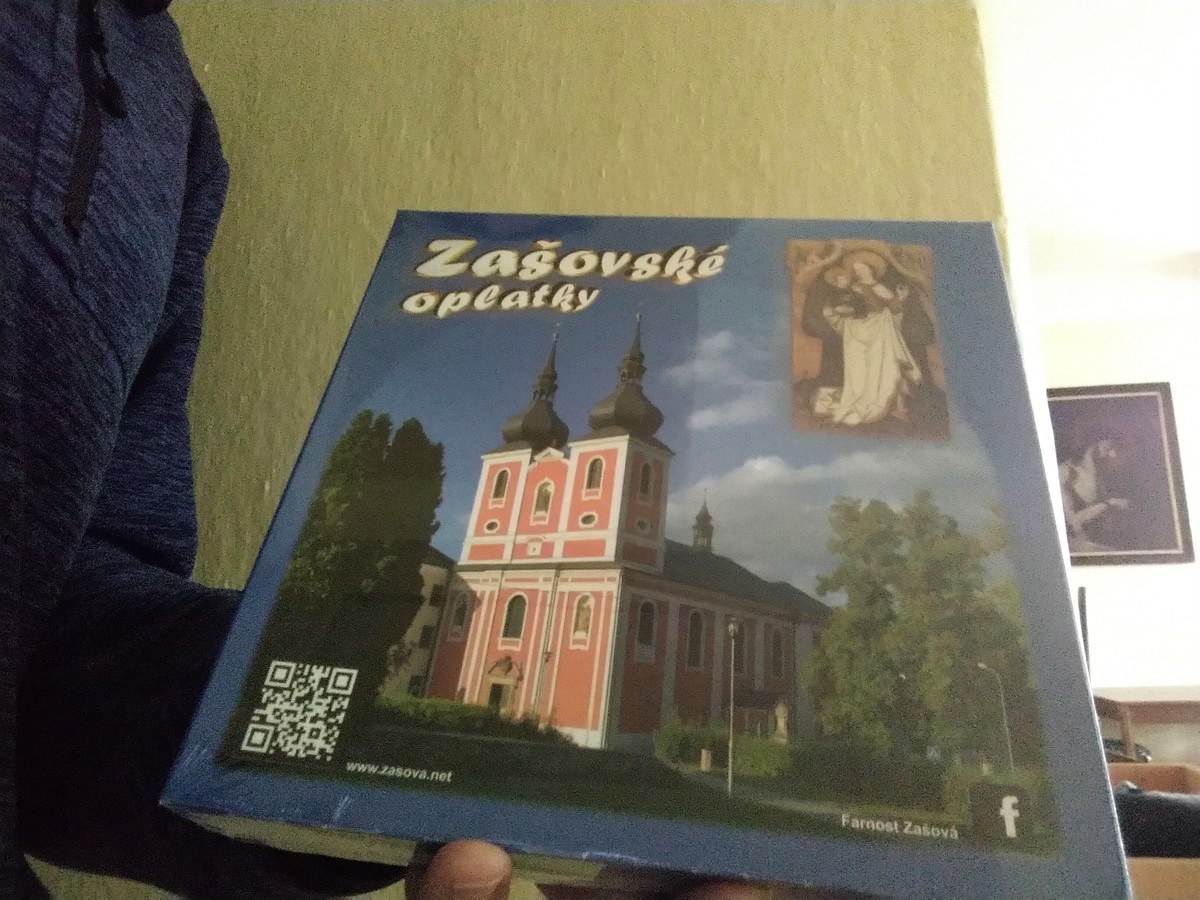 Zašovské
oplatky
www.zasova.net
Farnost Zašová
f